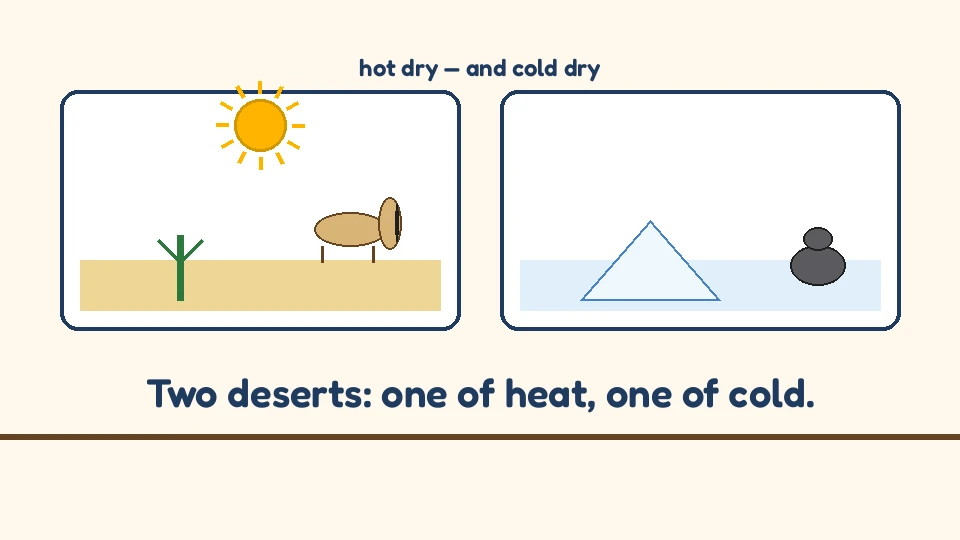 hot dry — and cold dry
Two deserts: one of heat, one of cold.